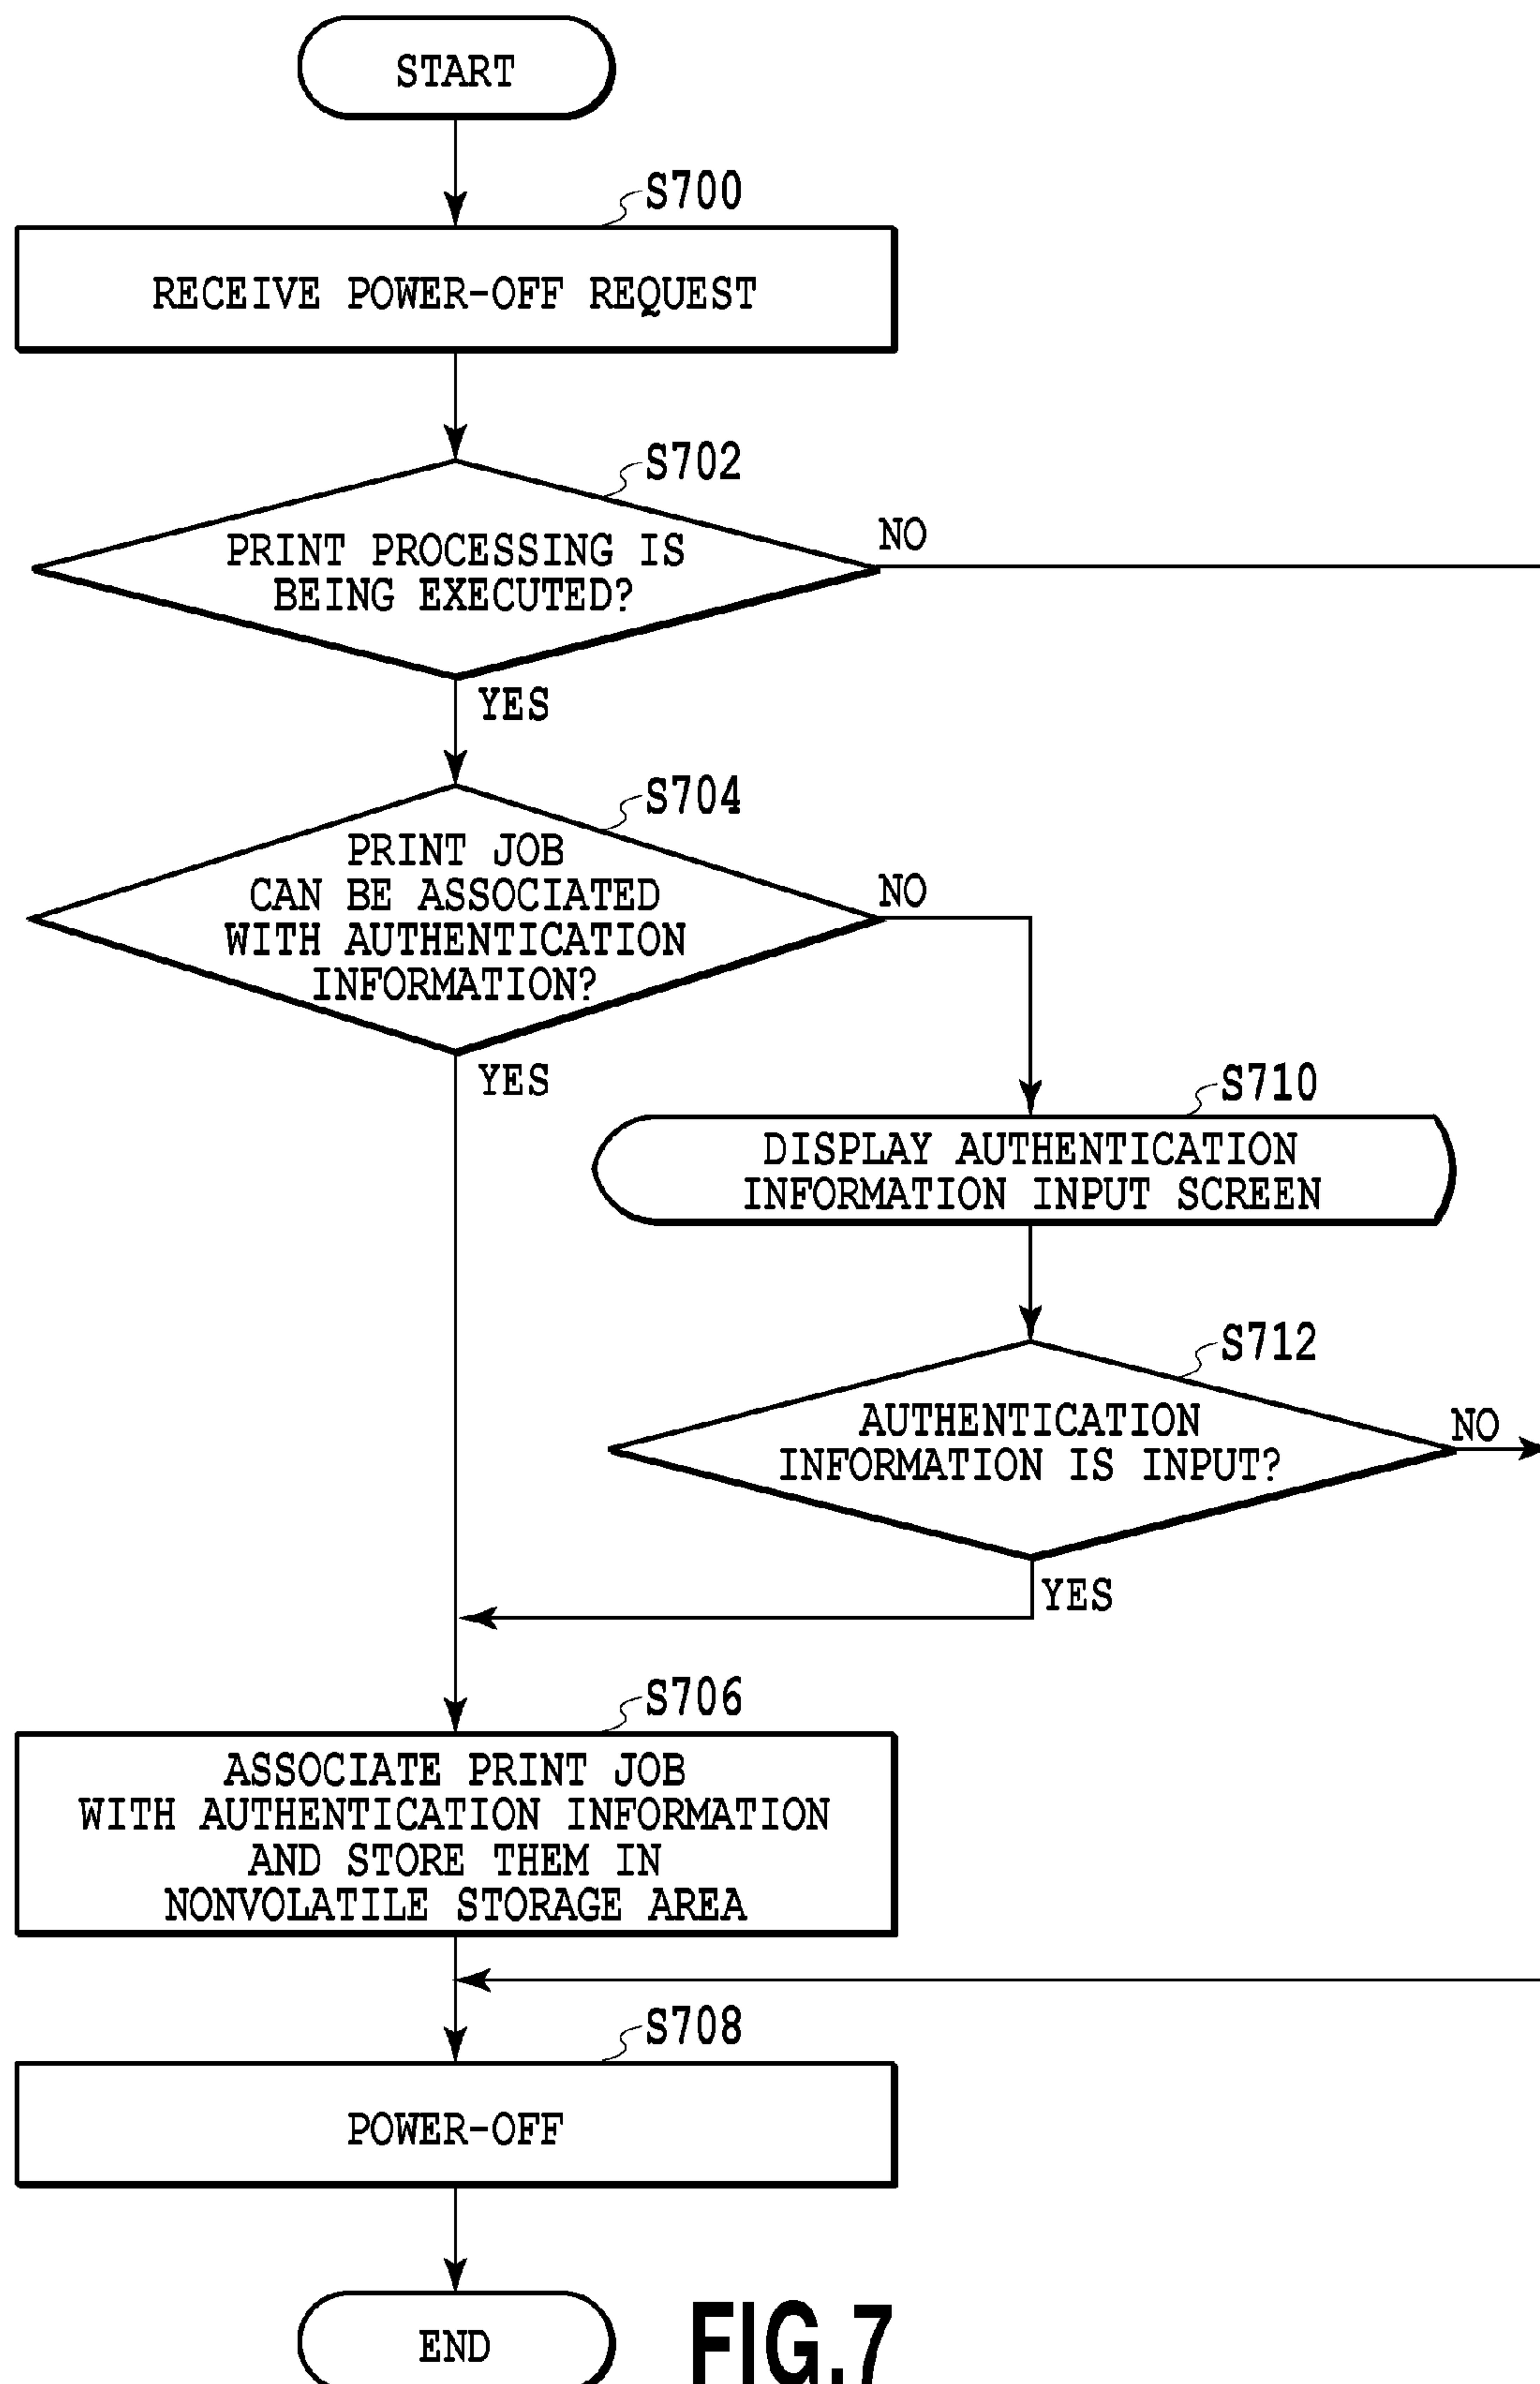 START
S700
RECEIVE POWER-OFF REQUEST
S702
PRINT PROCESSING IS
BEING EXECUTED?
NO
YES
S704
PRINT JOB
CAN BE ASSOCIATED
WITH AUTHENTICATION
INFORMATION?
NO
YES
S710
DISPLAY AUTHENTICATION
INFORMATION INPUT SCREEN
S712
AUTHENTICATION
INFORMATION IS INPUT?
NO
YES
S706
ASSOCIATE PRINT JOB
WITH AUTHENTICATION INFORMATION
AND STORE THEM IN
NONVOLATILE STORAGE AREA
S708
POWER-OFF
END
FIG.7